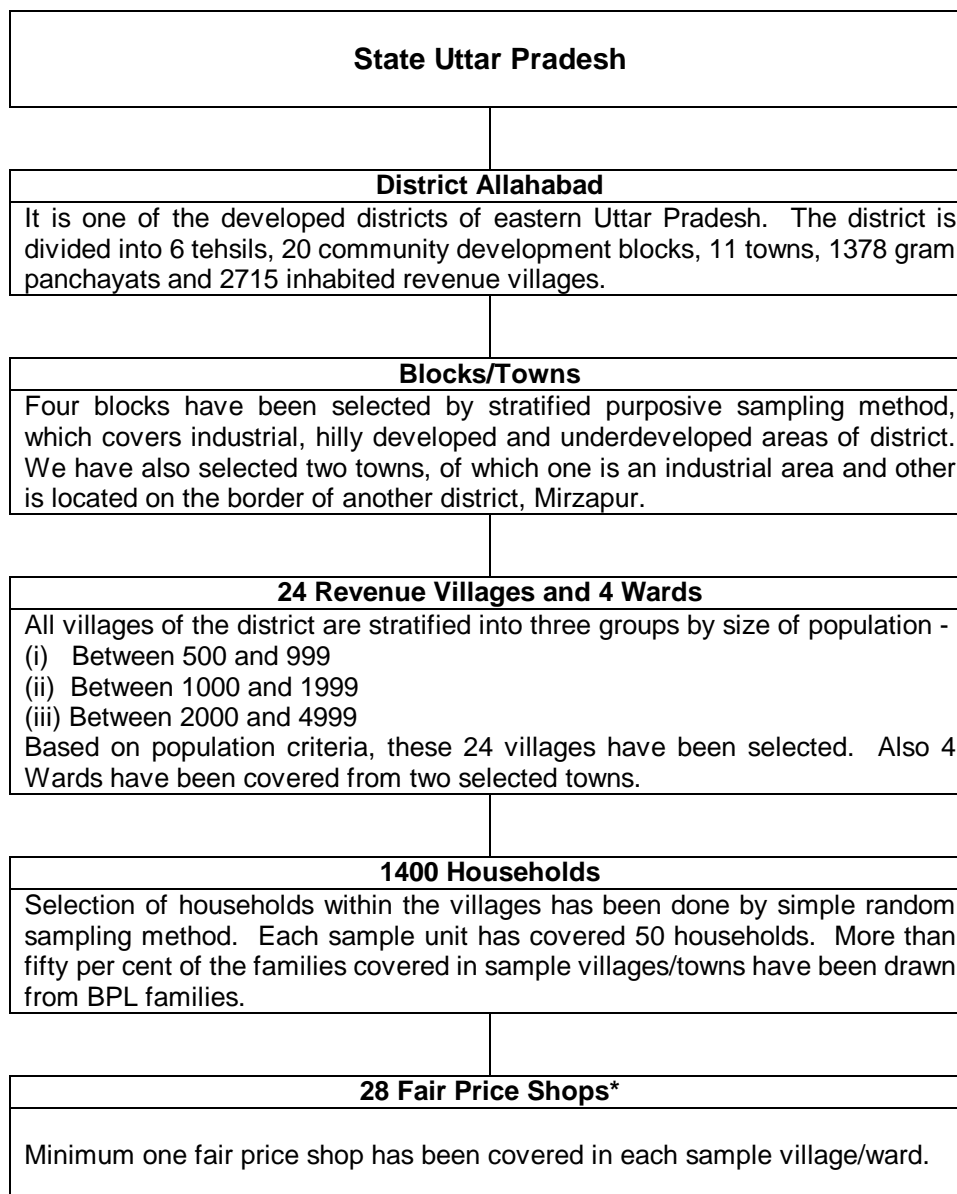 State Uttar Pradesh
District Allahabad
It is one of the developed districts of eastern Uttar Pradesh. The district is
divided into 6 tehsils, 20 community development blocks, 11 towns, 1378 gram
panchayats and 2715 inhabited revenue villages.
Blocks/Towns
Four blocks have been selected by stratified purposive sampling method,
which covers industrial, hilly developed and underdeveloped areas of district.
We have also selected two towns, of which one is an industrial area and other
is located on the border of another district, Mirzapur.
24 Revenue Villages and 4 Wards
All villages of the district are stratified into three groups by size of population -
(i) Between 500 and 999
(ii) Between 1000 and 1999
(iii) Between 2000 and 4999
Based on population criteria, these 24 villages have been selected. Also 4
Wards have been covered from two selected towns.
1400 Households
Selection of households within the villages has been done by simple random
sampling method. Each sample unit has covered 50 households. More than
fifty per cent of the families covered in sample villages/towns have been drawn
from BPL families.
28 Fair Price Shops*
Minimum one fair price shop has been covered in each sample village/ward.